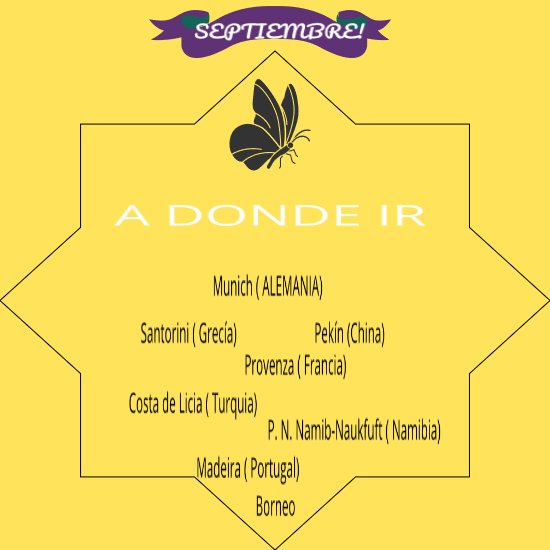 SEPTIEMBRE!
A DONDE IR
Munich ( ALEMANIA)
Santorini ( Grecía)
Pekín (China)
Provenza ( Francia)
Costa de Licia ( Turquia)
P. N. Namib-Naukfuft ( Namibia)
Madeira ( Portugal)
Borneo